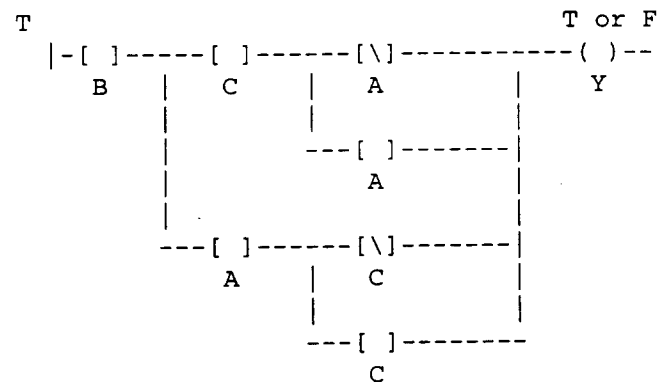 T T or F
|-[ ]-----[ ]-----[\]-----------( )--
B C A Y
---[ ]-------
A
---[ ]------[\]-------
A C
---[ ]--------
C